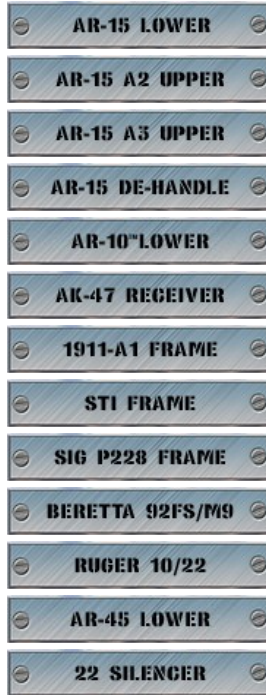 AR-15 LOWER
AR-15 A2 UPPER
AR-15 A3 UPPER
AR-15 DE-HANDLE
AR-10™LOWER
AK-47 RECEIVER
1911-A1 FRAME
STI FRAME
SIG P228 FRAME
BERETTA 92FS/M9
RUGER 10/22
AR-45 LOWER
22 SILENCER